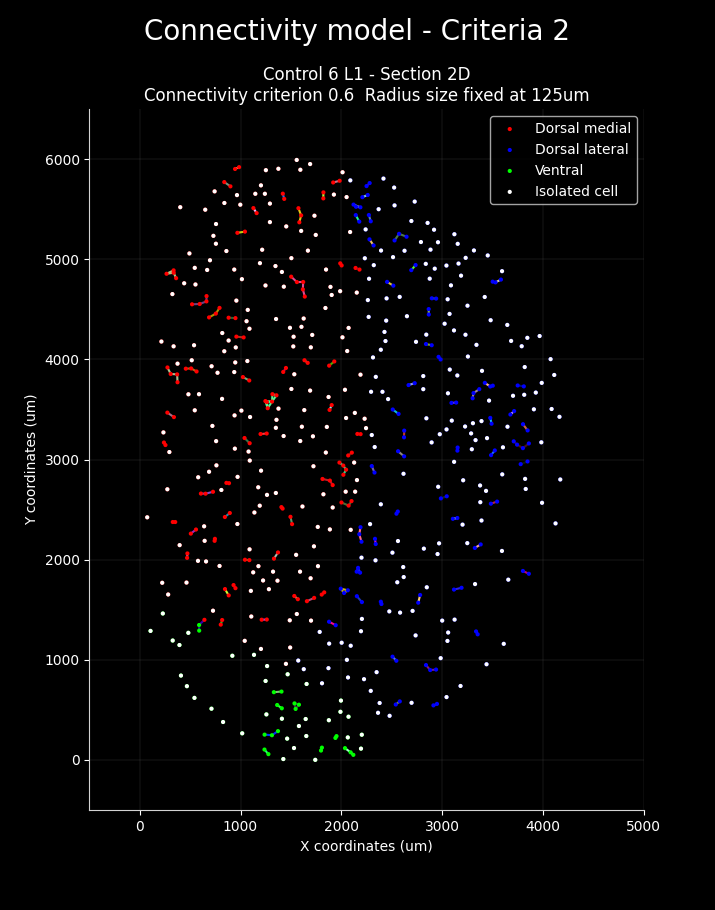 Connectivity model - Criteria 2
Control 6 L1 - Section 2D
Connectivity criterion 0.6  Radius size fixed at 125um
Dorsal medial
Dorsal lateral
Ventral
Isolated cell
6000
5000
4000
3000
2000
1000
0
Y coordinates (um)
0 1000 2000 3000 4000 5000
X coordinates (um)